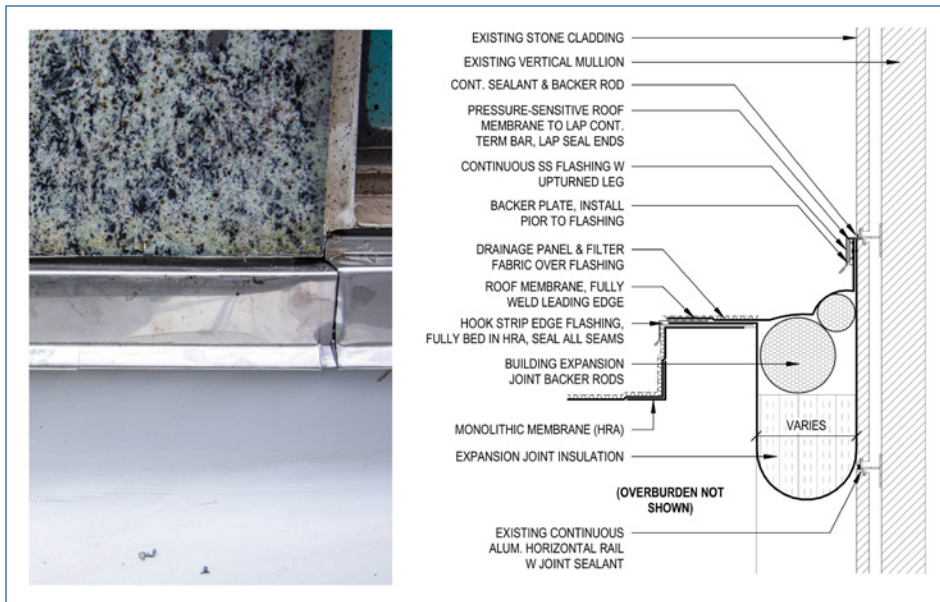 EXISTING STONE CLADDING
EXISTING VERTICAL MULLION
CONT. SEALANT & BACKER ROD
PRESSURE-SENSITIVE ROOF
MEMBRANE TO LAP CONT.
TERM BAR, LAP SEAL ENDS
CONTINUOUS SS FLASHING W
UPTURNED LEG
BACKER PLATE, INSTALL
PIOR TO FLASHING
DRAINAGE PANEL & FILTER
FABRIC OVER FLASHING
ROOF MEMBRANE, FULLY
WELD LEADING EDGE
HOOK STRIP EDGE FLASHING,
FULLY BED IN HRA, SEAL ALL SEAMS
BUILDING EXPANSION
JOINT BACKER RODS
VARIES
MONOLITHIC MEMBRANE (HRA)
EXPANSION JOINT INSULATION
(OVERBURDEN NOT
SHOWN)
EXISTING CONTINUOUS
ALUM. HORIZONTAL RAIL
W JOINT SEALANT